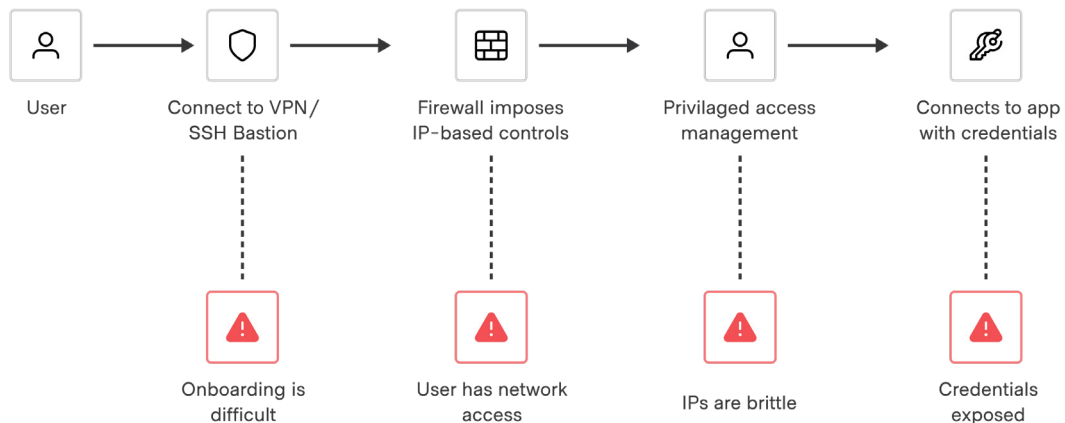 User
Connect to VPN/
SSH Bastion
Firewall imposes
IP-based controls
Privilaged access
management
Connects to app
with credentials
Onboarding is
difficult
User has network
access
IPs are brittle
Credentials
exposed